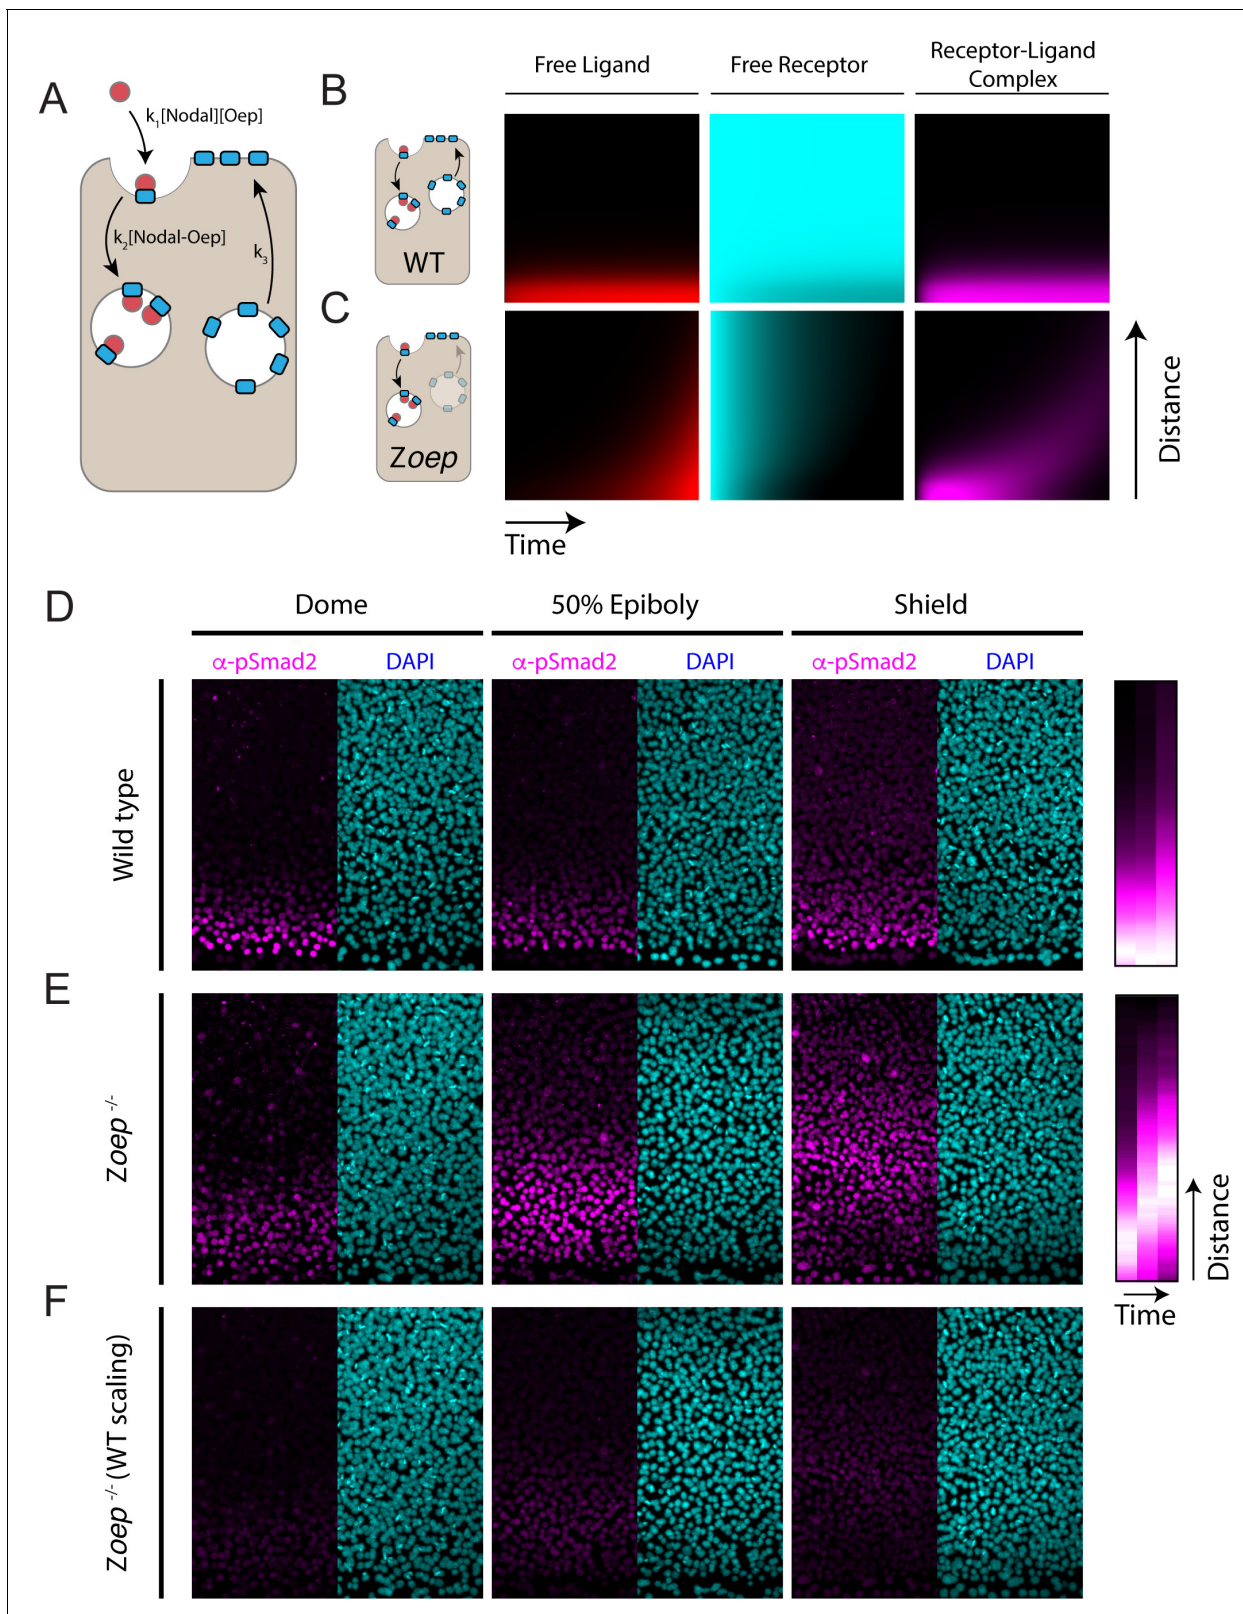 A
k1[Nodal][Oep]
k2[Nodal-Oep]
k3
B
WT
C
Zoep
Free Ligand
Free Receptor
Receptor-Ligand
Complex
Distance
Time
D
Dome
50% Epiboly
Shield
α-pSmad2
DAPI
α-pSmad2
DAPI
α-pSmad2
DAPI
Wild type
E
Zoep -/-
Distance
Time
F
Zoep -/- (WT scaling)